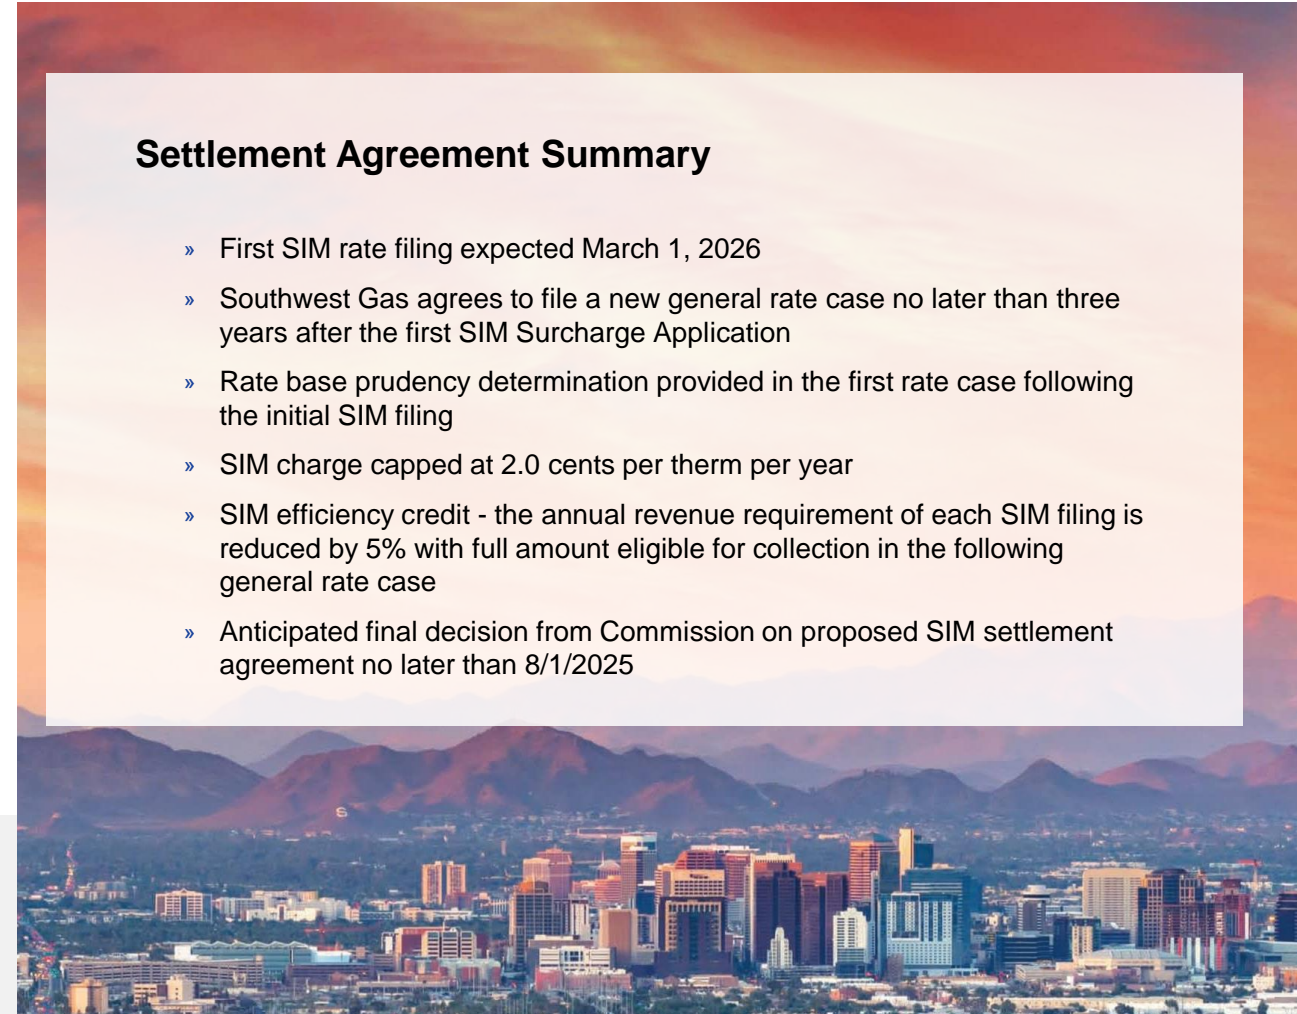 Settlement Agreement Summary
» First SIM rate filing expected March 1, 2026
» Southwest Gas agrees to file a new general rate case no later than three
years after the first SIM Surcharge Application
» Rate base prudency determination provided in the first rate case following
the initial SIM filing
» SIM charge capped at 2.0 cents per therm per year
» SIM efficiency credit - the annual revenue requirement of each SIM filing is
reduced by 5% with full amount eligible for collection in the following
general rate case
» Anticipated final decision from Commission on proposed SIM settlement
agreement no later than 8/1/2025